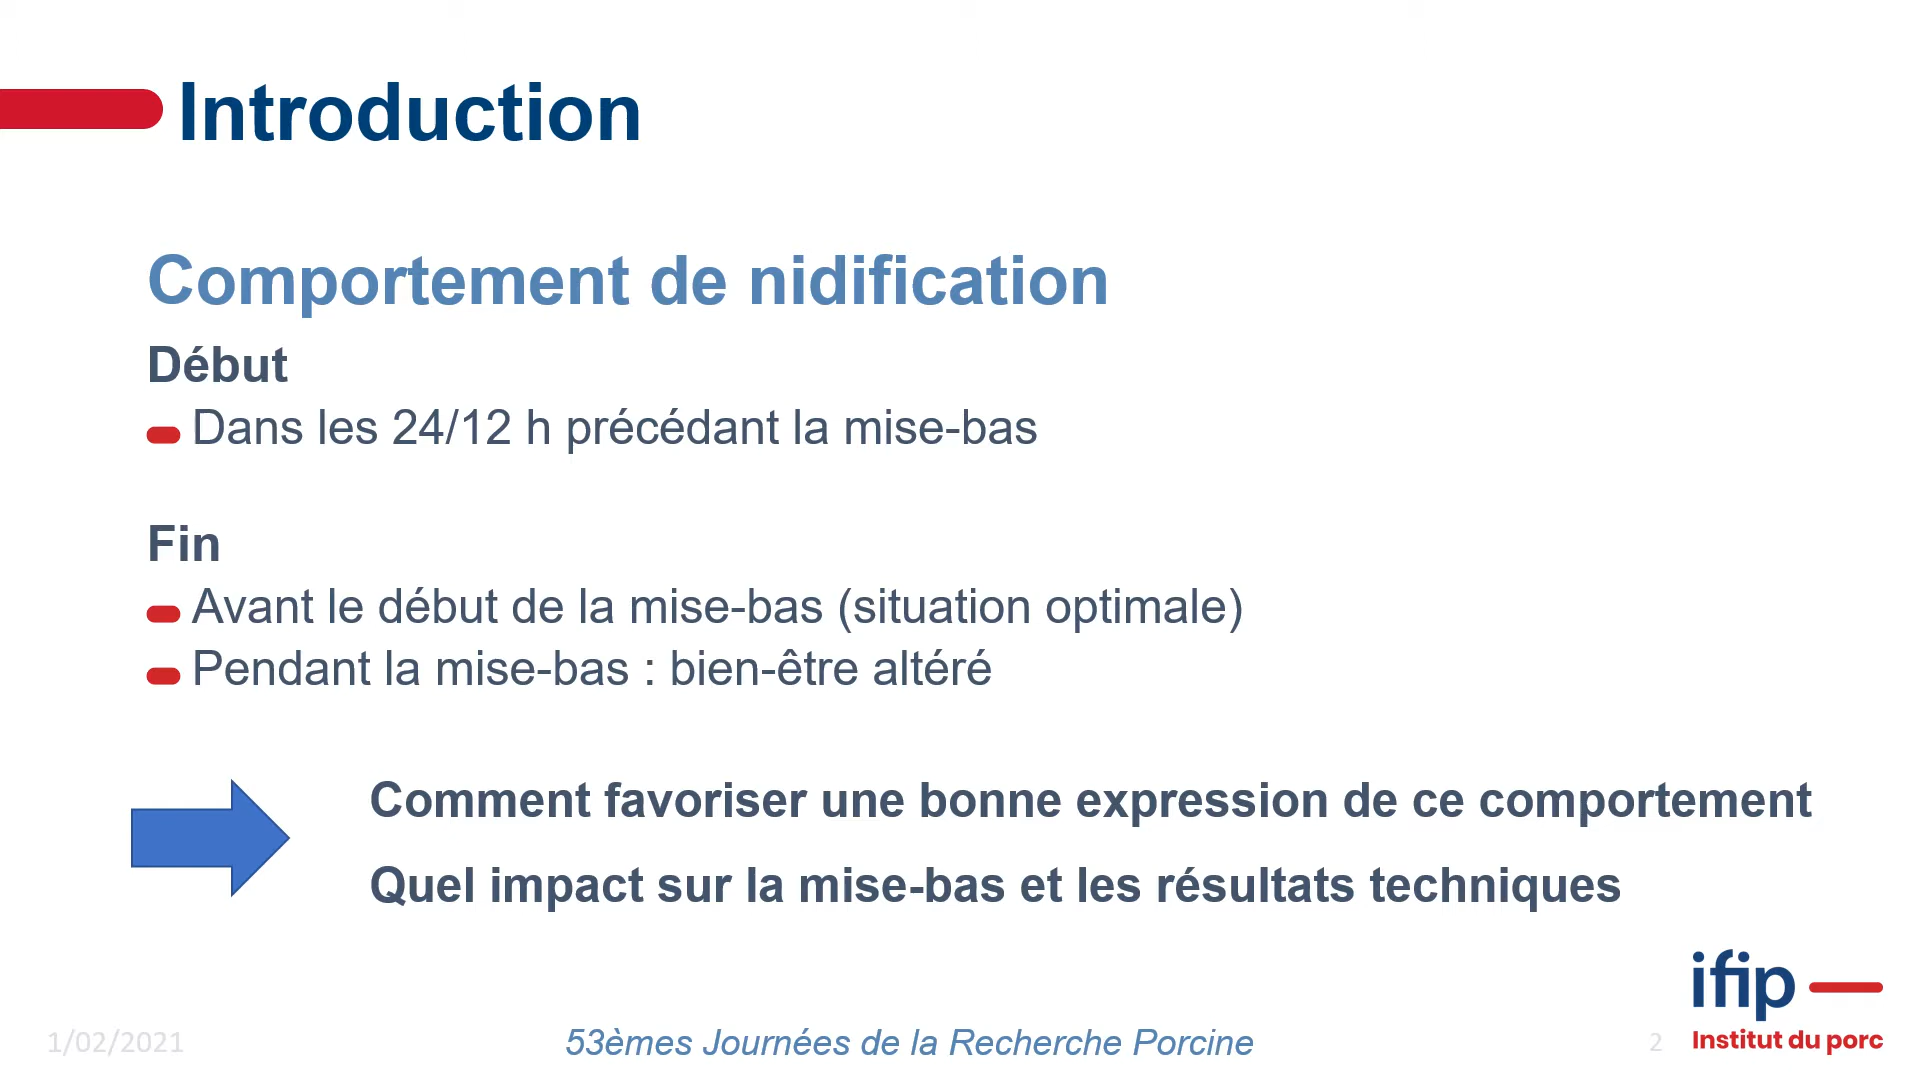 Introduction
Comportement de nidification
Début
Dans les 24/12 h précédant la mise-bas
Fin
Avant le début de la mise-bas (situation optimale)
Pendant la mise-bas : bien-être altéré
Comment favoriser une bonne expression de ce comportement
Quel impact sur la mise-bas et les résultats techniques
ifip
Institut du porc
1/02/2021
53èmes Journées de la Recherche Porcine
2